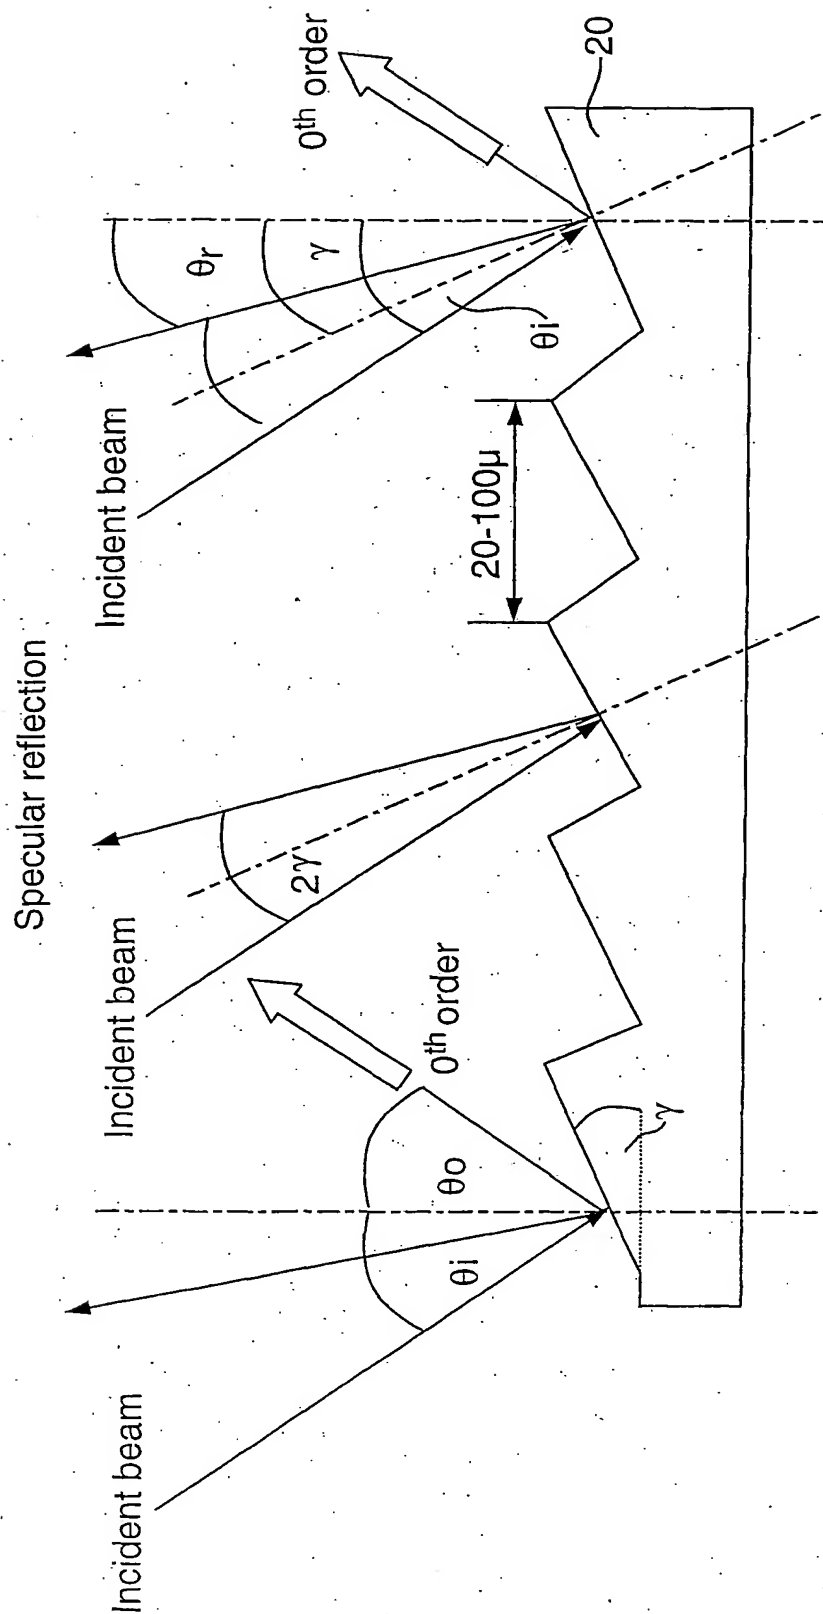 Specular reflection
Incident beam
Incident beam
Incident beam
0th order
0th order
θi
θo
2γ
γ
20-100μ
θr
γ
θi
20